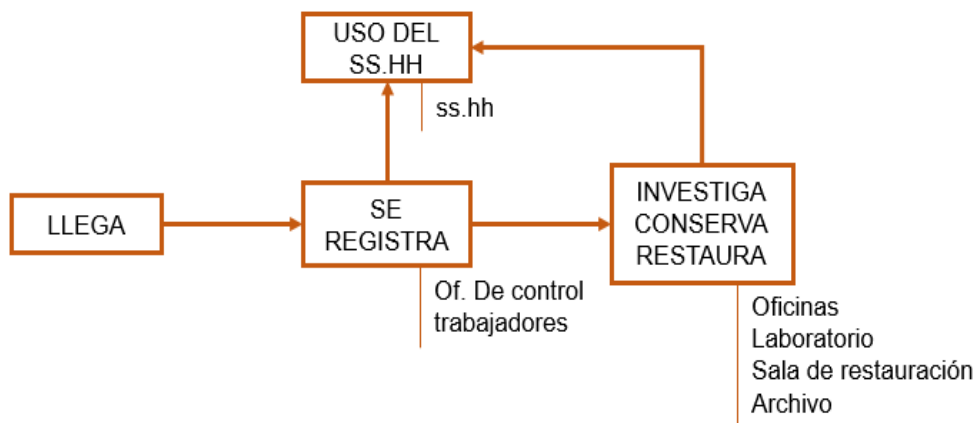 USO DEL
SS.HH
ss.hh
LLEGA
SE
REGISTRA
Of. De control
trabajadores
INVESTIGA
CONSERVA
RESTAURA
Oficinas
Laboratorio
Sala de restauración
Archivo